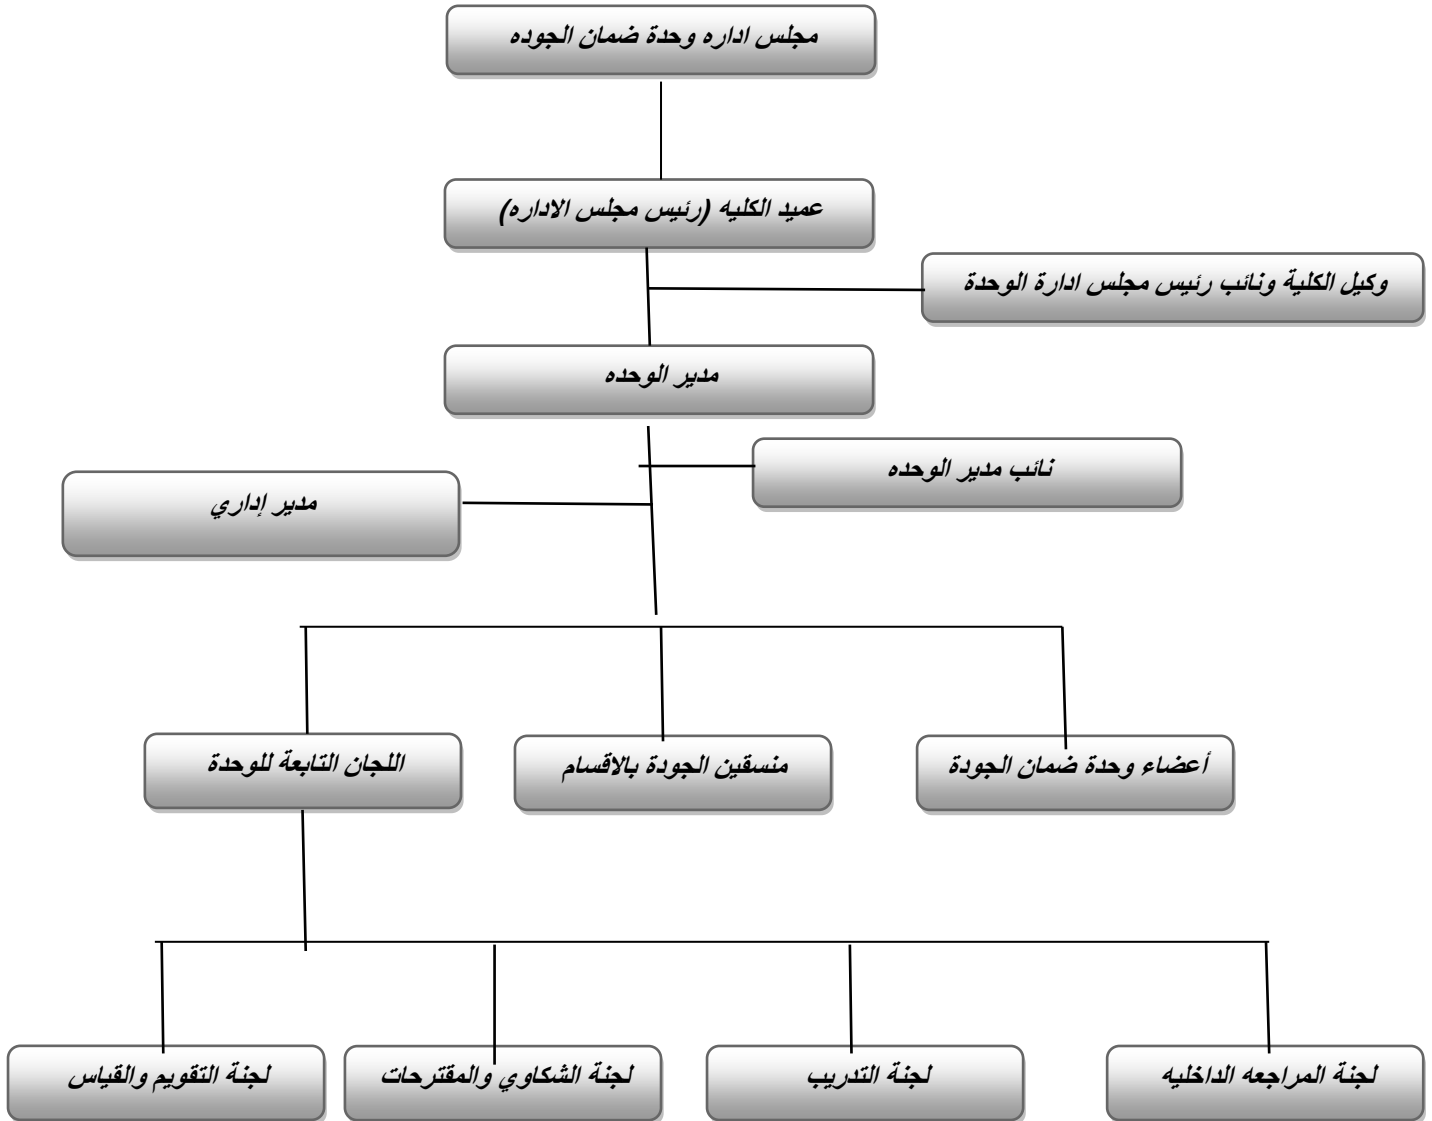 مجلس اداره وحدة ضمان الجوده
عميد الكليه (رئيس مجلس الاداره)
وكيل الكلية ونائب رئيس مجلس ادارة الوحدة
مدير الوحده
نائب مدير الوحده
مدير إداري
أعضاء وحدة ضمان الجودة
منسقين الجودة بالاقسام
اللجان التابعة للوحدة
لجنة المراجعه الداخليه
لجنة التدريب
لجنة الشكاوي والمقترحات
لجنة التقويم والقياس